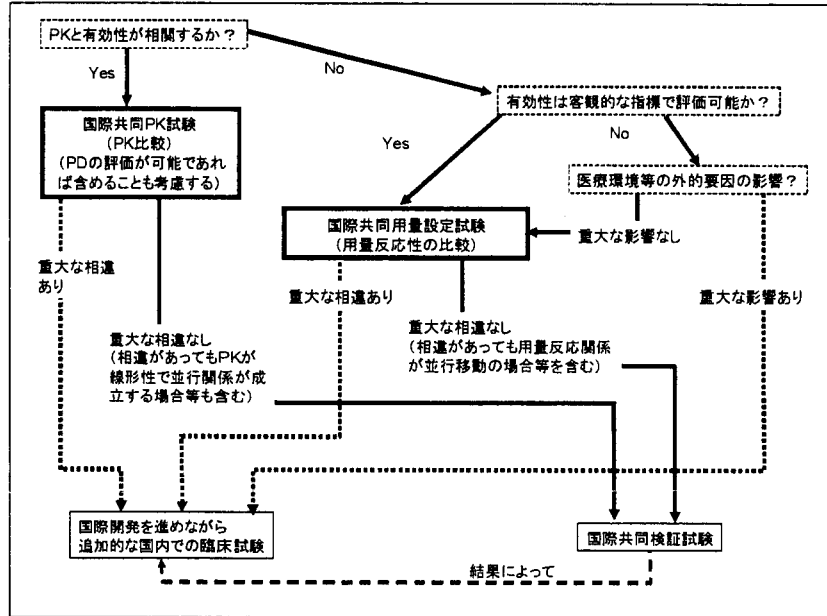 PKと有効性が相関するか?
Yes
No
有効性は客観的な指標で評価可能か?
国際共同PK試験
(PK比較)
(PDの評価が可能であれ
ば含めることも考慮する)
Yes
No
医療環境等の外的要因の影響?
国際共同用量設定試験
(用量反応性の比較)
重大な影響なし
重大な相違
あり
重大な相違あり
重大な影響あり
重大な相違なし
(相違があってもPKが
線形性で並行関係が成
立する場合等も含む)
重大な相違なし
(相違があっても用量反応関係
が並行移動の場合等を含む)
国際開発を進めながら
追加的な国内での臨床試験
国際共同検証試験
結果によって